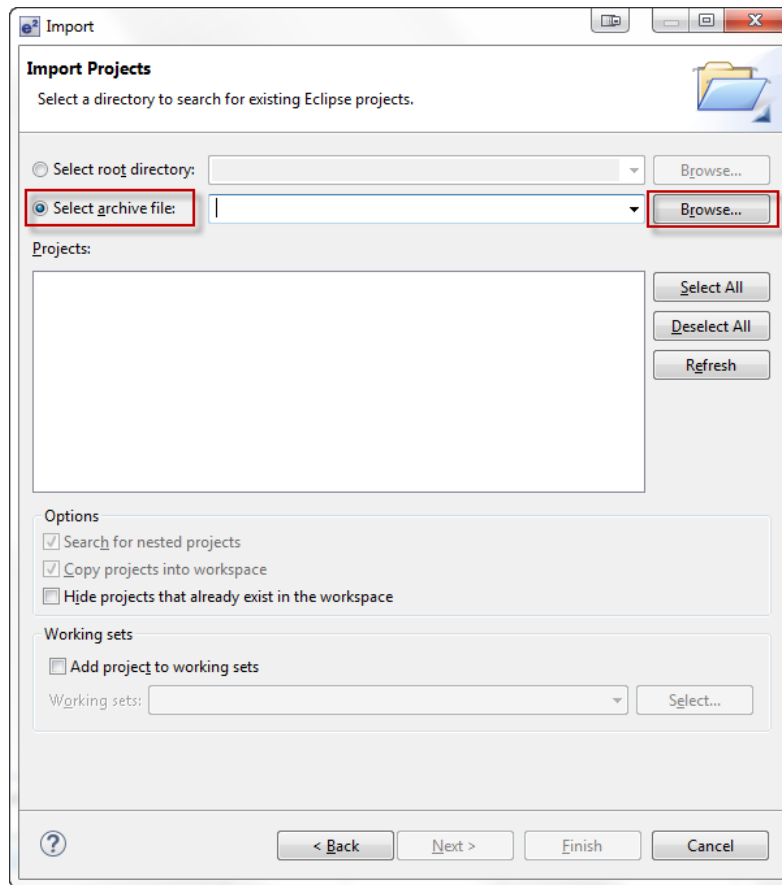 e² Import
Import Projects
Select a directory to search for existing Eclipse projects.
Select root directory:
Browse...
Select archive file:
Browse...
Projects:
Select All
Deselect All
Refresh
Options
Search for nested projects
Copy projects into workspace
Hide projects that already exist in the workspace
Working sets
Add project to working sets
Working sets:
Select...
?
< Back
Next >
Finish
Cancel